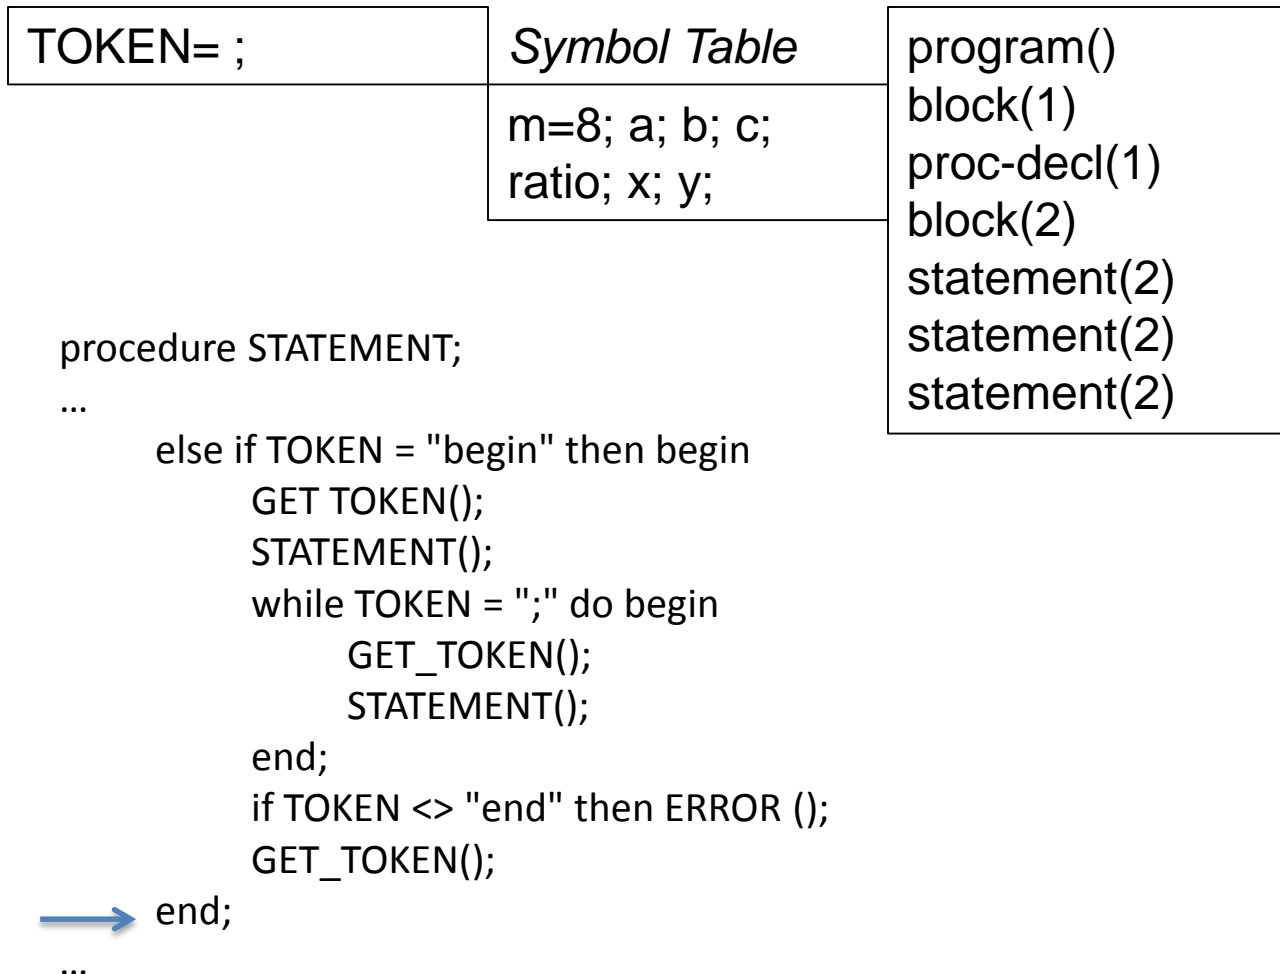 TOKEN= ;
Symbol Table
m=8; a; b; c;
ratio; x; y;
program()
block(1)
proc-decl(1)
block(2)
statement(2)
statement(2)
statement(2)
procedure STATEMENT;
…
else if TOKEN = "begin" then begin
GET TOKEN();
STATEMENT();
while TOKEN = ";" do begin
GET_TOKEN();
STATEMENT();
end;
if TOKEN <> "end" then ERROR ();
GET_TOKEN();
end;
…